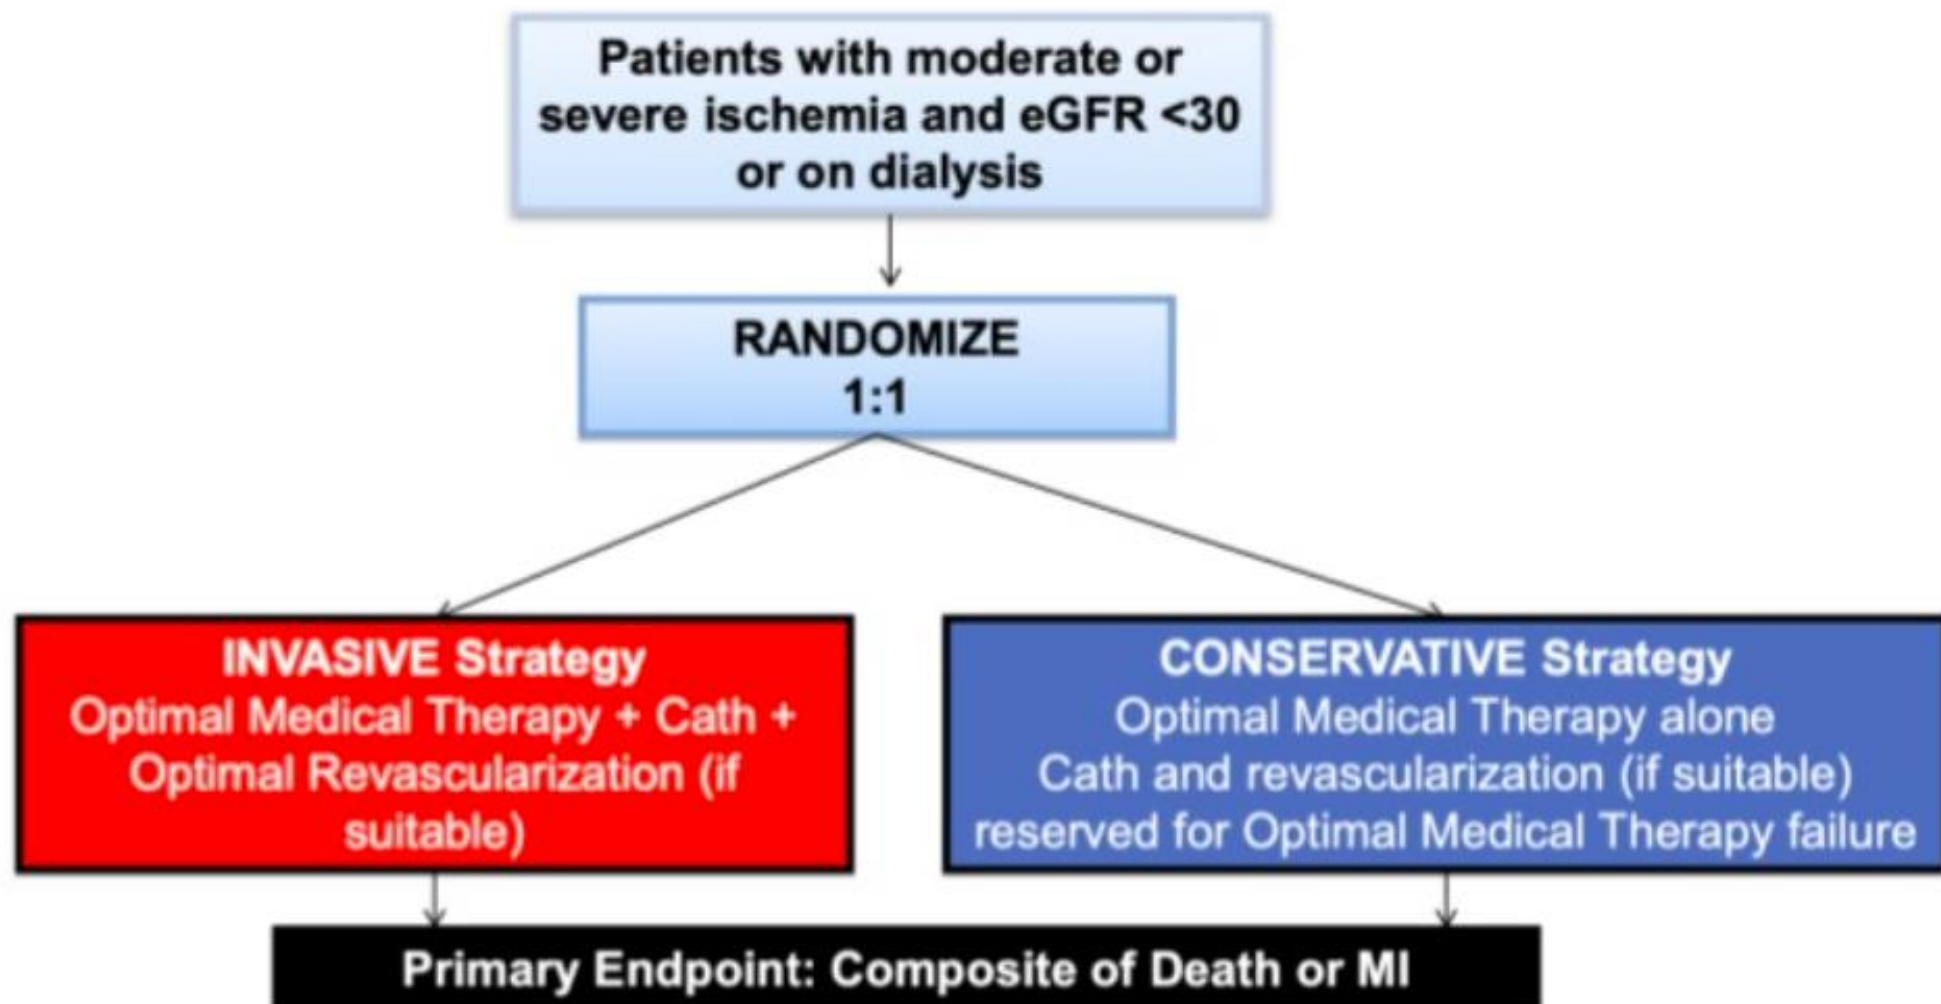 Patients with moderate or
severe ischemia and eGFR <30
or on dialysis
RANDOMIZE
1:1
INVASIVE Strategy
Optimal Medical Therapy + Cath +
Optimal Revascularization (if
suitable)
CONSERVATIVE Strategy
Optimal Medical Therapy alone
Cath and revascularization (if suitable)
reserved for Optimal Medical Therapy failure
Primary Endpoint: Composite of Death or MI